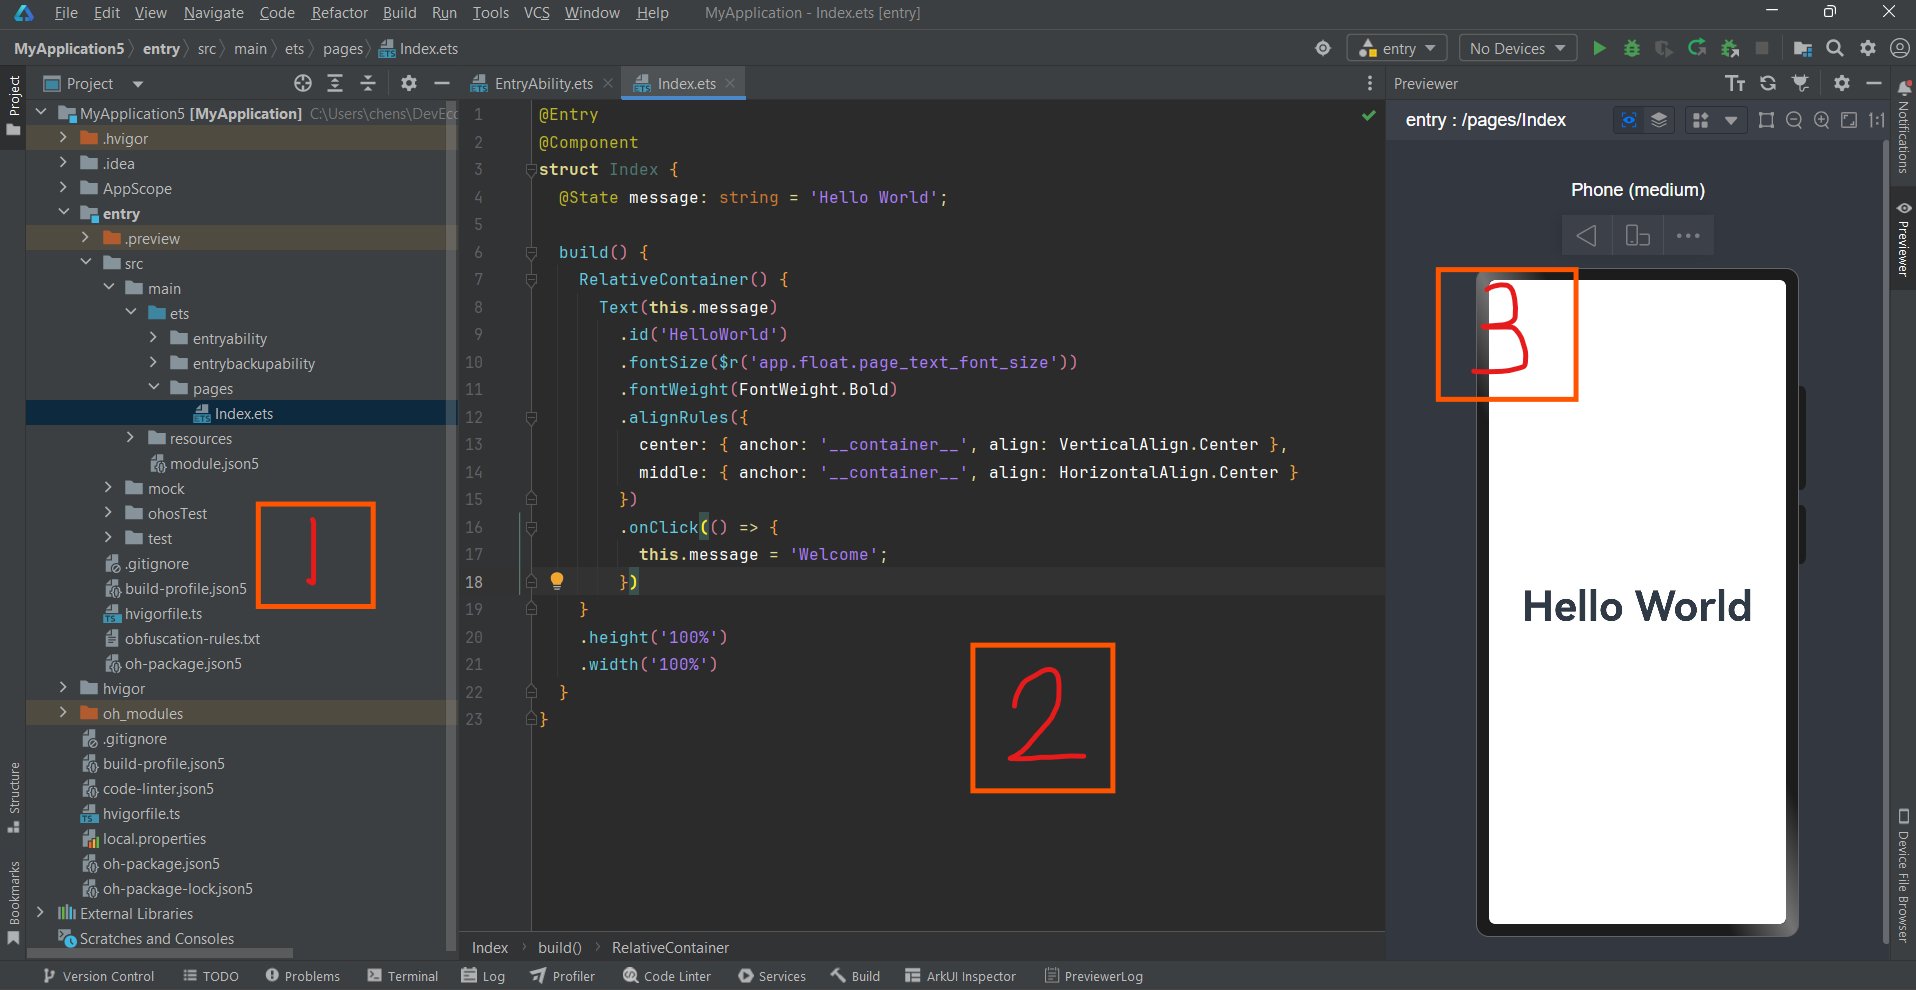 File Edit View Navigate Code Refactor Build Run Tools VCS Window Help MyApplication - Index.ets [entry]
MyApplication5 entry src main ets pages Index.ets
entry No Devices
Project
EntryAbility.ets Index.ets
Previewer
Project
Structure
Bookmarks
MyApplication5 [MyApplication] C:\Users\chens\DevEco
.hvigor
.idea
AppScope
entry
.preview
src
main
ets
entryability
entrybackupability
pages
Index.ets
resources
module.json5
mock
ohosTest
test
.gitignore
build-profile.json5
hvigorfile.ts
obfuscation-rules.txt
oh-package.json5
hvigor
oh_modules
.gitignore
build-profile.json5
code-linter.json5
hvigorfile.ts
local.properties
oh-package.json5
oh-package-lock.json5
External Libraries
Scratches and Consoles
1
1 @Entry
2 @Component
3 struct Index {
4 @State message: string = 'Hello World';
5
6 build() {
7 RelativeContainer() {
8 Text(this.message)
9 .id('HelloWorld')
10 .fontSize($r('app.float.page_text_font_size'))
11 .fontWeight(FontWeight.Bold)
12 .alignRules({
13 center: { anchor: '__container__', align: VerticalAlign.Center },
14 middle: { anchor: '__container__', align: HorizontalAlign.Center }
15 })
16 .onClick(() => {
17 this.message = 'Welcome';
18 })
19 }
20 .height('100%')
21 .width('100%')
22 }
23 }
2
Index build() RelativeContainer
entry : /pages/Index
1:1
Phone (medium)
3
Hello World
Notifications
Previewer
Device File Browser
Version Control TODO Problems Terminal Log Profiler Code Linter Services Build ArkUI Inspector PreviewerLog